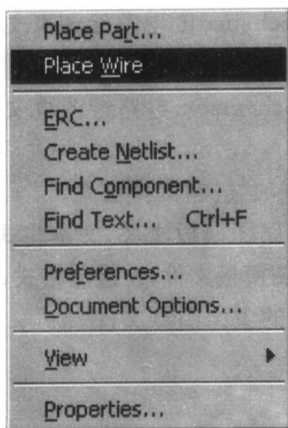 Place Part...
Place Wire
ERC...
Create Netlist...
Find Component...
Find Text... Ctrl+F
Preferences...
Document Options...
View
Properties...